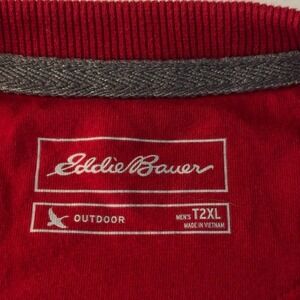 Eddie Bauer
OUTDOOR MEN'S T2XL
MADE IN VIETNAM